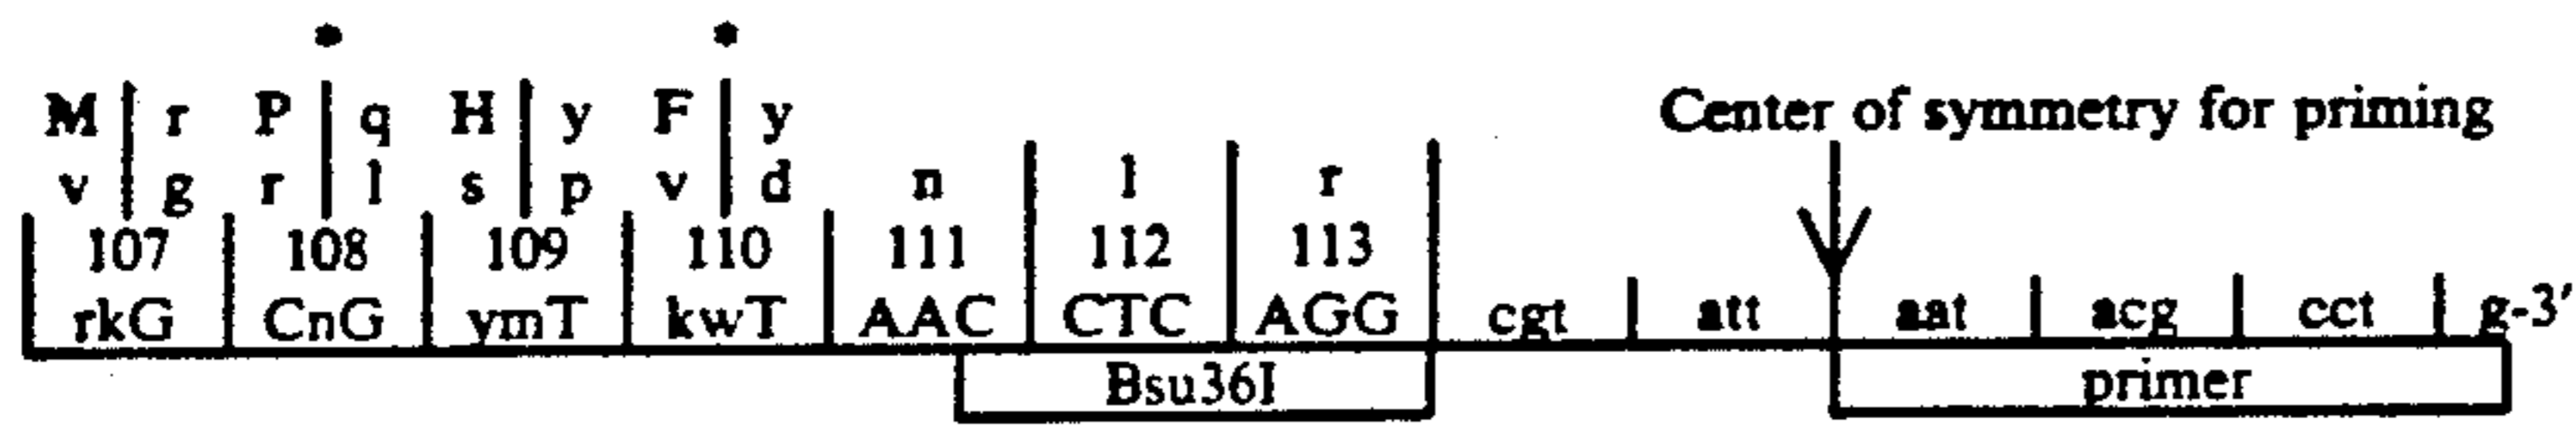 * *
M | r P | q H | y F | y Center of symmetry for priming
v | g r | l s | p v | d n l r
107 108 109 110 111 112 113
rkG CnG ymT kwT AAC CTC AGG cgt att aat acg cct g-3'
Bsu36I primer